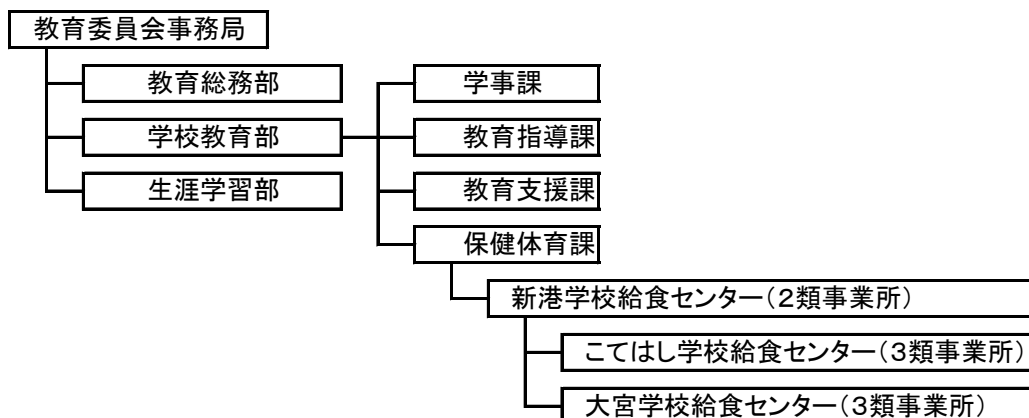 教育委員会事務局
教育総務部
学事課
学校教育部
教育指導課
生涯学習部
教育支援課
保健体育課
新港学校給食センター(2類事業所)
こてはし学校給食センター(3類事業所)
大宮学校給食センター(3類事業所)